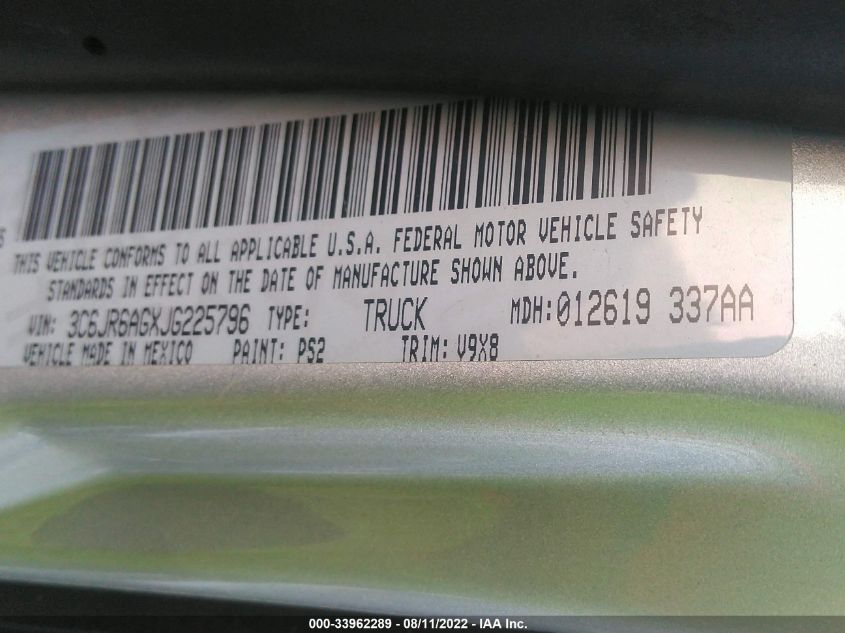 THIS VEHICLE CONFORMS TO ALL APPLICABLE U.S.A. FEDERAL MOTOR VEHICLE SAFETY
STANDARDS IN EFFECT ON THE DATE OF MANUFACTURE SHOWN ABOVE.
VIN: 3C6JR6AGXJG225796 TYPE: TRUCK MDH:012619 337AA
VEHICLE MADE IN MEXICO PAINT: PS2 TRIM: V9X8
000-33962289 - 08/11/2022 - IAA Inc.